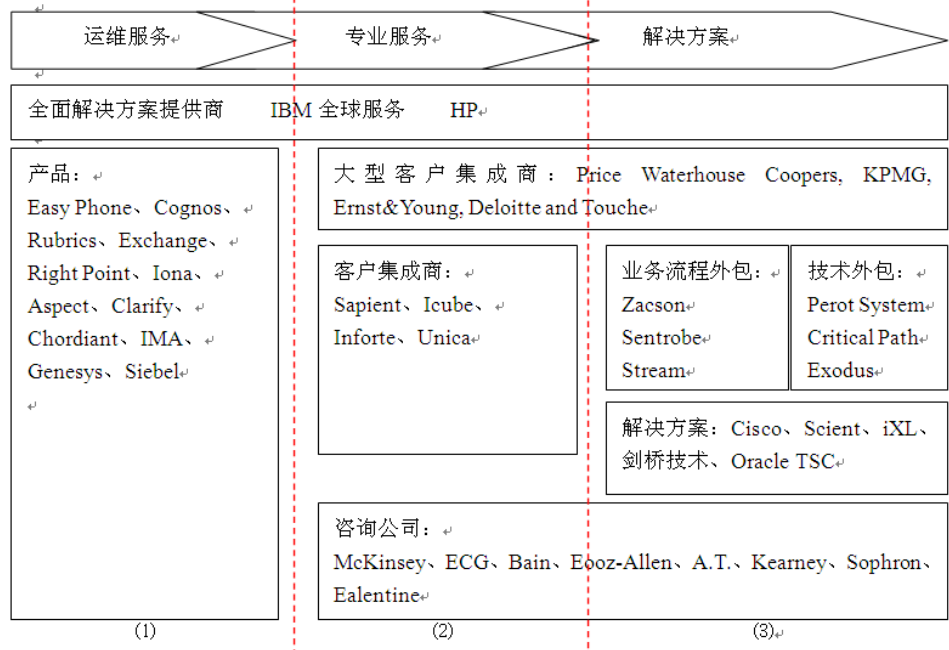 运维服务
专业服务
解决方案
全面解决方案提供商 IBM 全球服务 HP
产品：
Easy Phone、Cognos、
Rubrics、Exchange、
Right Point、Iona、
Aspect、Clarify、
Chordiant、IMA、
Genesys、Siebel
大型客户集成商：Price Waterhouse Coopers, KPMG,
Ernst&Young, Deloitte and Touche
客户集成商：
Sapient、Icube、
Inforte、Unica
业务流程外包：
Zacson
Sentrobe
Stream
技术外包：
Perot System
Critical Path
Exodus
解决方案：Cisco、Scient、iXL、
剑桥技术、Oracle TSC
咨询公司：
McKinsey、ECG、Bain、Eooz-Allen、A.T.、Kearney、Sophron、
Ealentine
(1)
(2)
(3)